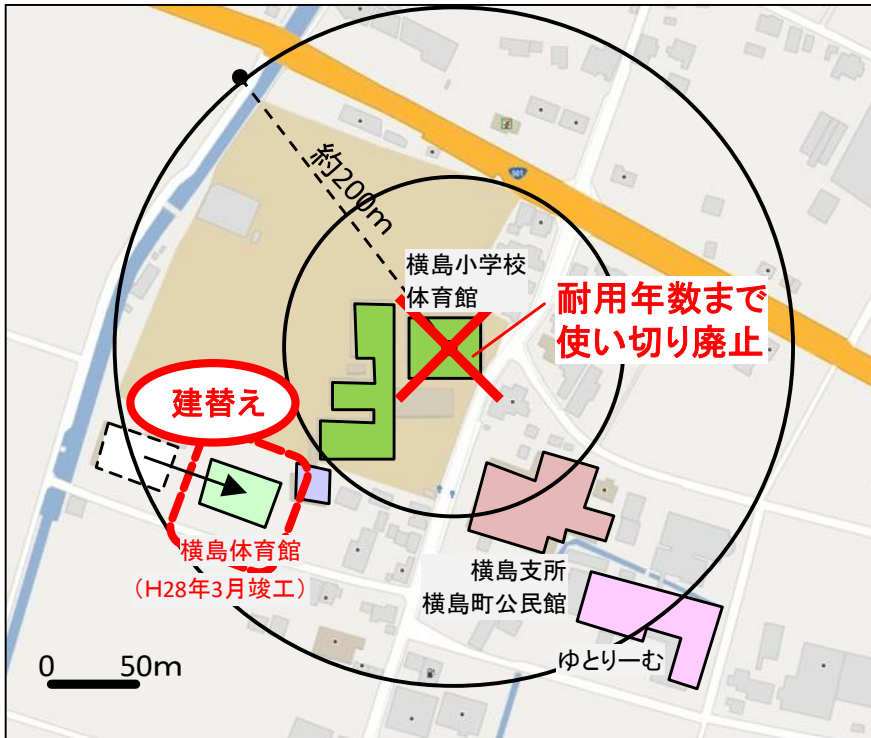 501
約200m
横島小学校
体育館
耐用年数まで
使い切り廃止
建替え
横島体育館
（H28年3月竣工）
横島支所
横島町公民館
ゆとりーむ
0 50m